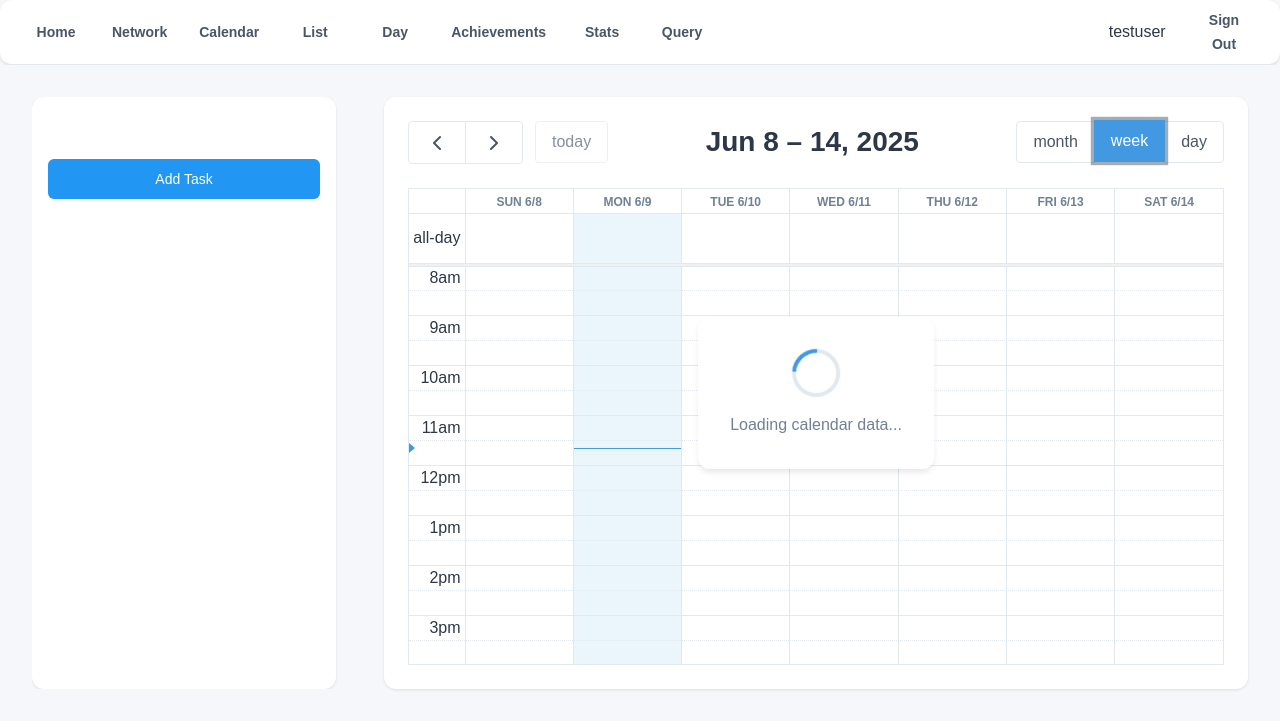 Home Network Calendar List Day Achievements Stats Query testuser Sign Out
Add Task
today Jun 8 – 14, 2025 month week day
SUN 6/8 MON 6/9 TUE 6/10 WED 6/11 THU 6/12 FRI 6/13 SAT 6/14
all-day
8am
9am
10am
Loading calendar data...
11am
12pm
1pm
2pm
3pm